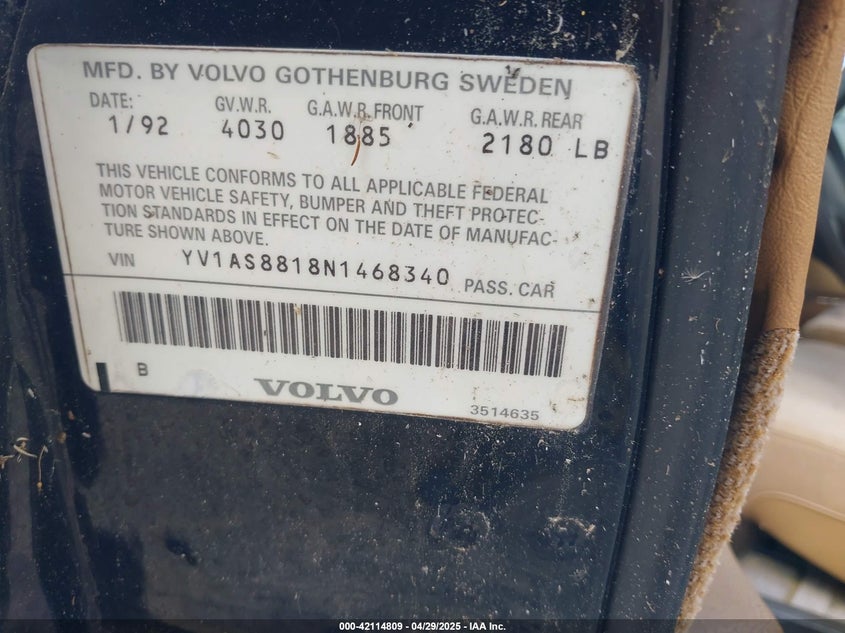 MFD. BY VOLVO GOTHENBURG SWEDEN
DATE: G.V.W.R. G.A.W.R. FRONT G.A.W.R. REAR
1/92 4030 1885 2180 LB
THIS VEHICLE CONFORMS TO ALL APPLICABLE FEDERAL
MOTOR VEHICLE SAFETY, BUMPER AND THEFT PROTEC-
TION STANDARDS IN EFFECT ON THE DATE OF MANUFAC-
TURE SHOWN ABOVE.
VIN YV1AS8818N1468340 PASS. CAR
B VOLVO 3514635
000-42114809 - 04/29/2025 - IAA Inc.